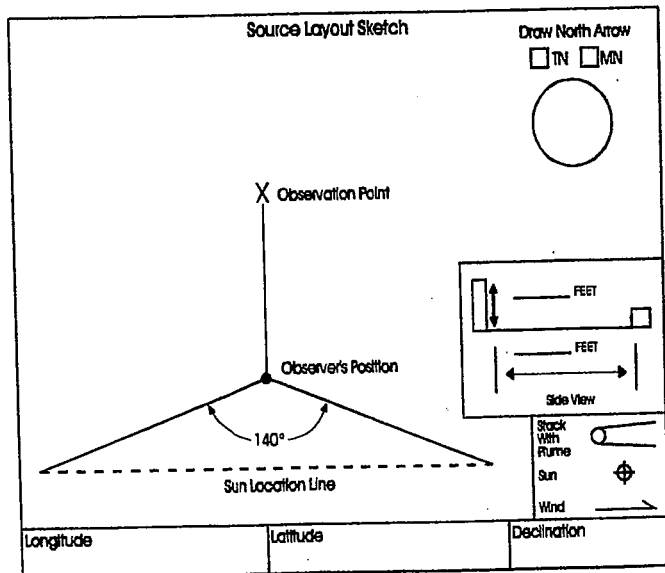 Source Layout Sketch
Draw North Arrow
TN MN
X Observation Point
FEET
Observer's Position
FEET
Side View
140°
Stack
With
Plume
Sun
Sun Location Line
Wind
Longitude
Latitude
Declination